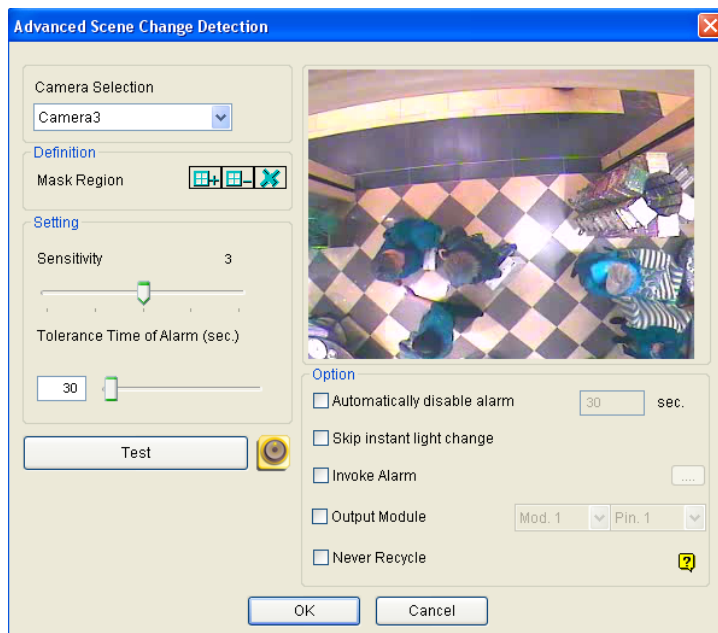 Advanced Scene Change Detection
Camera Selection
Camera3
Definition
Mask Region
Setting
Sensitivity 3
Tolerance Time of Alarm (sec.)
30
Test
Option
Automatically disable alarm 30 sec.
Skip instant light change
Invoke Alarm ....
Output Module Mod. 1 Pin. 1
Never Recycle
OK Cancel